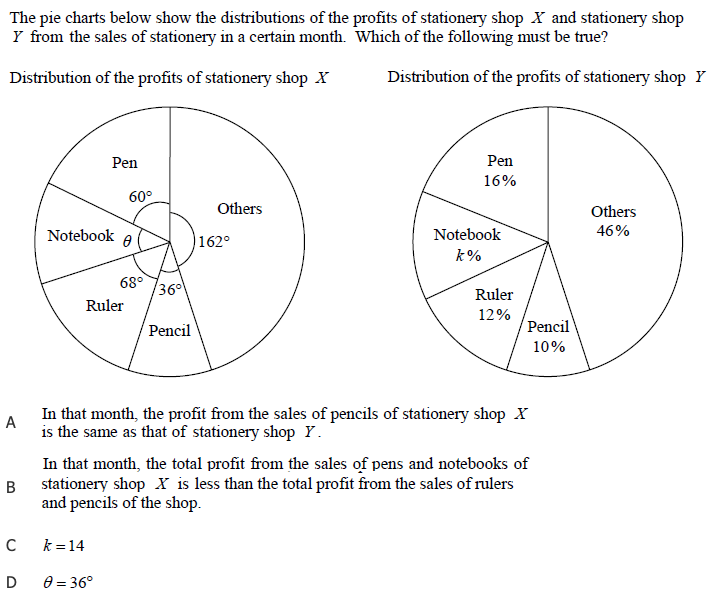 The pie charts below show the distributions of the profits of stationery shop X and stationery shop
Y from the sales of stationery in a certain month. Which of the following must be true?
Distribution of the profits of stationery shop X
Distribution of the profits of stationery shop Y
Pen
60°
Others
Notebook θ
162°
68°
36°
Ruler
Pencil
Pen
16%
Others
46%
Notebook
k%
Ruler
12%
Pencil
10%
A In that month, the profit from the sales of pencils of stationery shop X
is the same as that of stationery shop Y.
B In that month, the total profit from the sales of pens and notebooks of
stationery shop X is less than the total profit from the sales of rulers
and pencils of the shop.
C k = 14
D θ = 36°